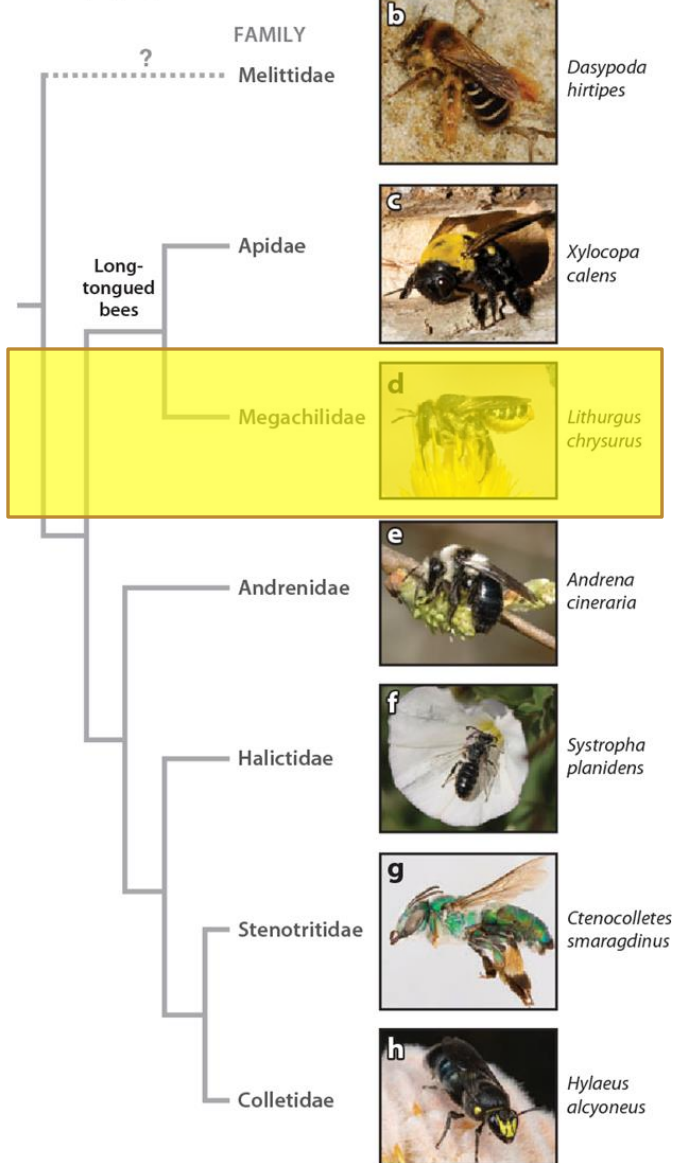 FAMILY
?
Melittidae
b
Dasypoda
hirtipes
Apidae
c
Xylocopa
calens
Long-
tongued
bees
Megachilidae
d
Lithurgus
chrysurus
Andrenidae
e
Andrena
cineraria
Halictidae
f
Systropha
planidens
Stenotritidae
g
Ctenocolletes
smaragdinus
Colletidae
h
Hylaeus
alcyoneus